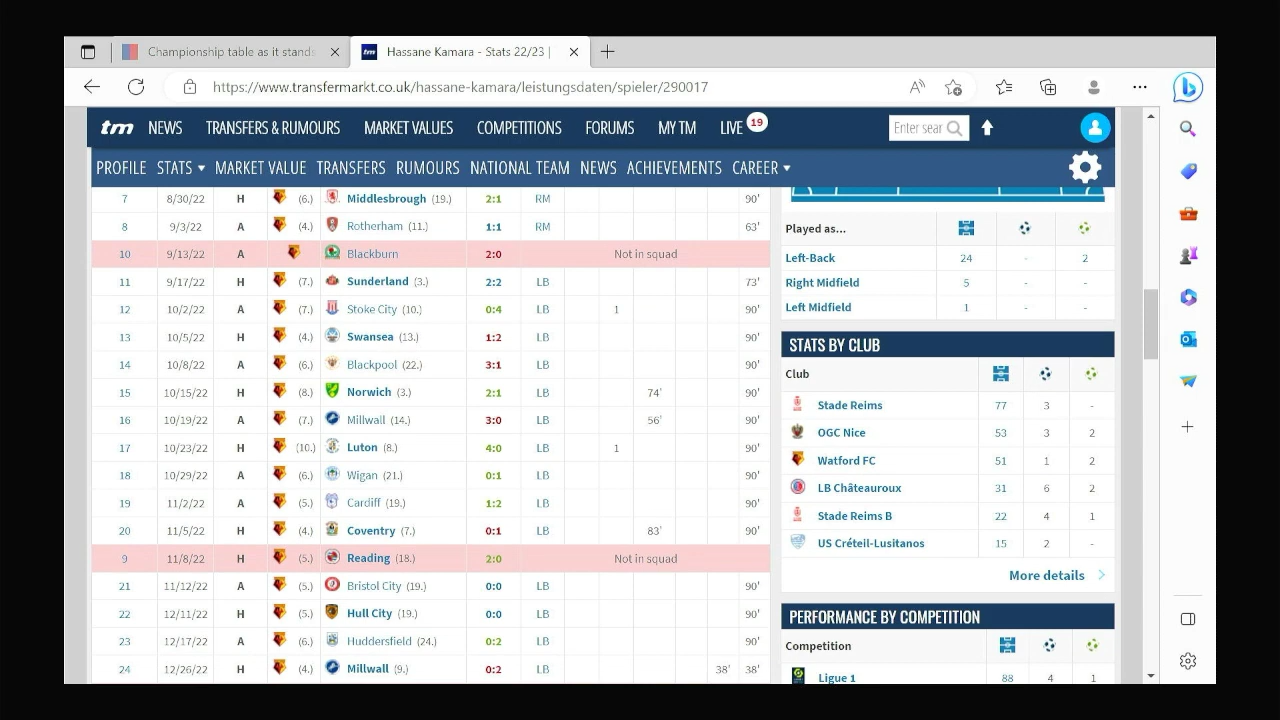 Championship table as it stands
Hassane Kamara - Stats 22/23 |
https://www.transfermarkt.co.uk/hassane-kamara/leistungsdaten/spieler/290017
tm NEWS TRANSFERS & RUMOURS MARKET VALUES COMPETITIONS FORUMS MY TM LIVE 19 Enter sear
PROFILE STATS MARKET VALUE TRANSFERS RUMOURS NATIONAL TEAM NEWS ACHIEVEMENTS CAREER
7 8/30/22 H (6.) Middlesbrough (19.) 2:1 RM 90'
8 9/3/22 A (4.) Rotherham (11.) 1:1 RM 63'
10 9/13/22 A Blackburn 2:0 Not in squad
11 9/17/22 H (7.) Sunderland (3.) 2:2 LB 73'
12 10/2/22 A (7.) Stoke City (10.) 0:4 LB 1 90'
13 10/5/22 H (4.) Swansea (13.) 1:2 LB 90'
14 10/8/22 A (6.) Blackpool (22.) 3:1 LB 90'
15 10/15/22 H (8.) Norwich (3.) 2:1 LB 74' 90'
16 10/19/22 A (7.) Millwall (14.) 3:0 LB 56' 90'
17 10/23/22 H (10.) Luton (8.) 4:0 LB 1 90'
18 10/29/22 A (6.) Wigan (21.) 0:1 LB 90'
19 11/2/22 A (5.) Cardiff (19.) 1:2 LB 90'
20 11/5/22 H (4.) Coventry (7.) 0:1 LB 83' 90'
9 11/8/22 H (5.) Reading (18.) 2:0 Not in squad
21 11/12/22 A (5.) Bristol City (19.) 0:0 LB 90'
22 12/11/22 H (5.) Hull City (19.) 0:0 LB 90'
23 12/17/22 A (6.) Huddersfield (24.) 0:2 LB 90'
24 12/26/22 H (4.) Millwall (9.) 0:2 LB 38' 38'
Played as...
Left-Back 24 - 2
Right Midfield 5 - -
Left Midfield 1 - -
STATS BY CLUB
Club
Stade Reims 77 3 -
OGC Nice 53 3 2
Watford FC 51 1 2
LB Châteauroux 31 6 2
Stade Reims B 22 4 1
US Créteil-Lusitanos 15 2 -
More details
PERFORMANCE BY COMPETITION
Competition
Ligue 1 88 4 1